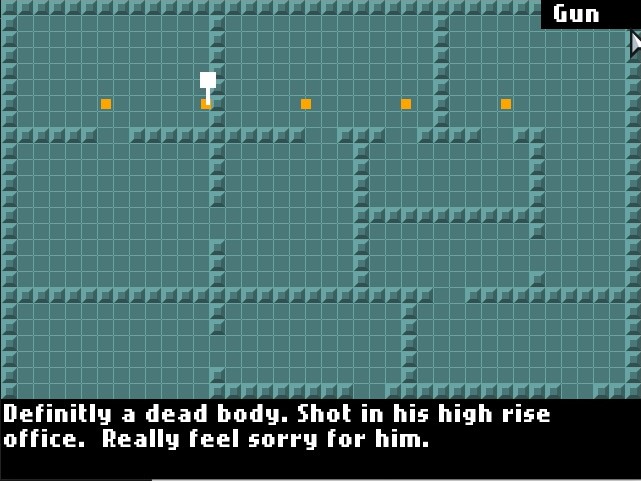 Gun
Definitly a dead body. Shot in his high rise
office. Really feel sorry for him.